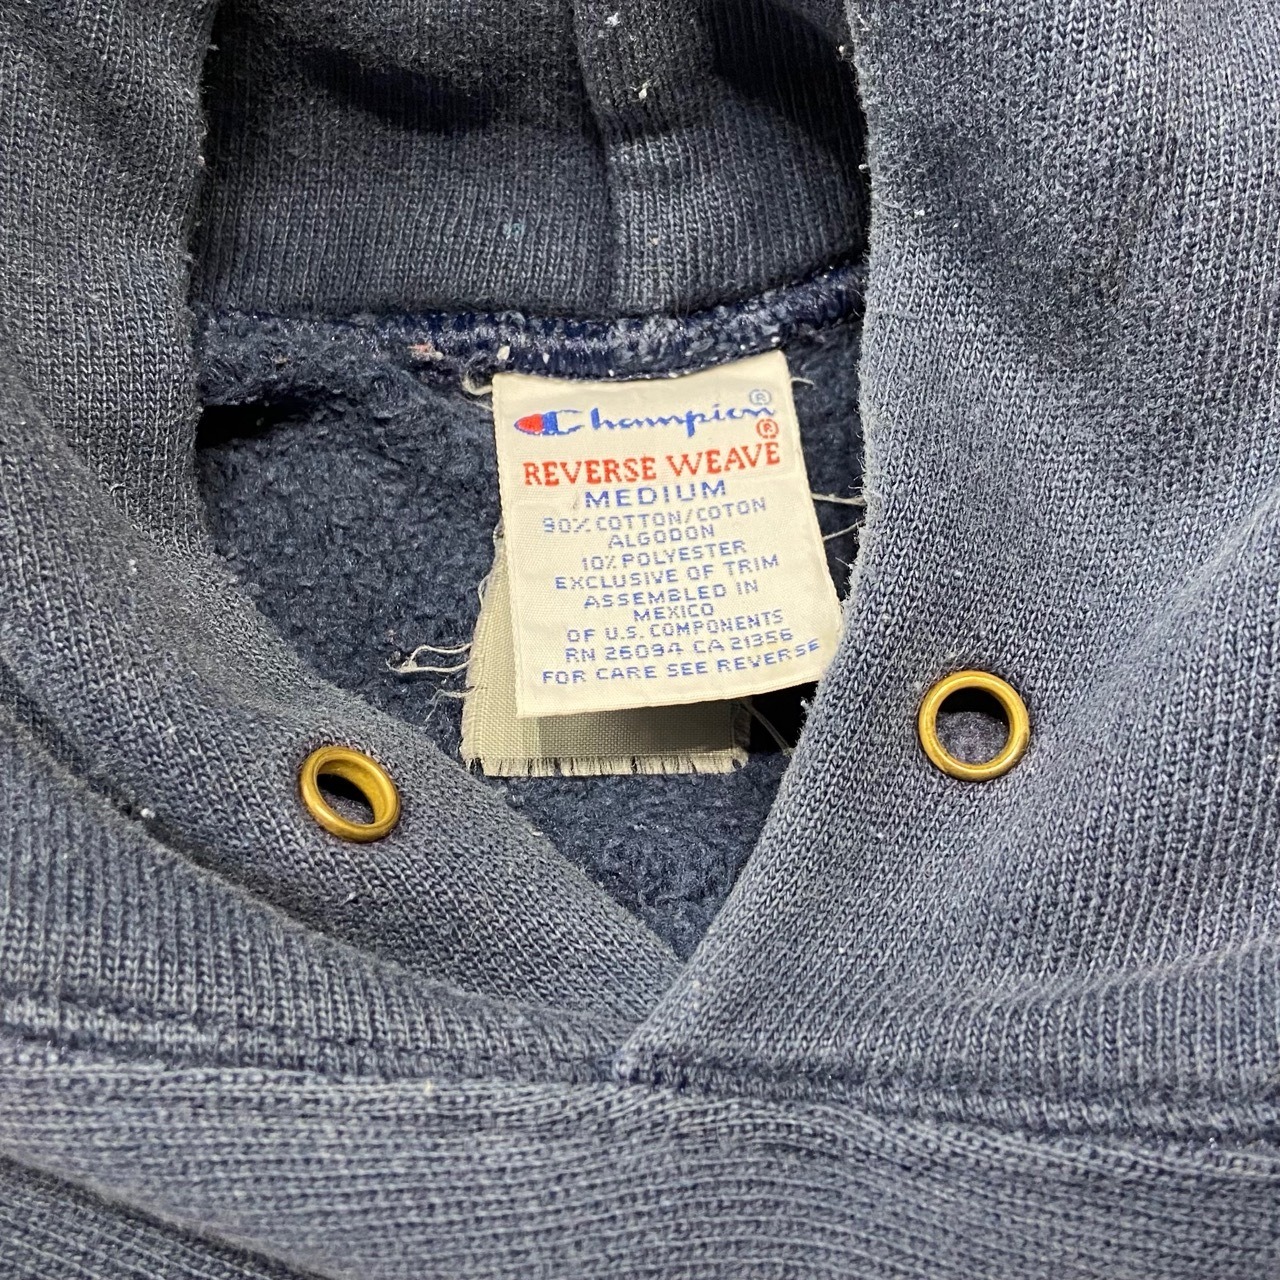 Champion®
REVERSE WEAVE®
MEDIUM
90% COTTON/COTON
ALGODON
10% POLYESTER
EXCLUSIVE OF TRIM
ASSEMBLED IN
MEXICO
OF U.S. COMPONENTS
RN 26094 CA 21356
FOR CARE SEE REVERSE